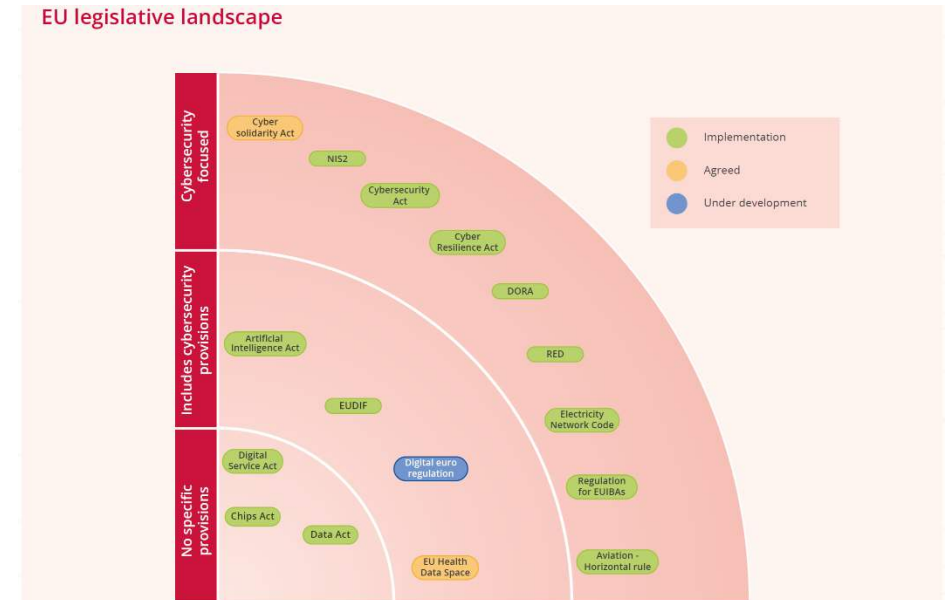 EU legislative landscape
Cybersecurity
focused
Includes cybersecurity
provisions
No specific
provisions
Cyber
solidarity Act
NIS2
Cybersecurity
Act
Cyber
Resilience Act
DORA
RED
Electricity
Network Code
Regulation
for EUIBAs
Aviation -
Horizontal rule
Artificial
Intelligence Act
EUDIF
Digital euro
regulation
EU Health
Data Space
Digital
Service Act
Chips Act
Data Act
Implementation
Agreed
Under development